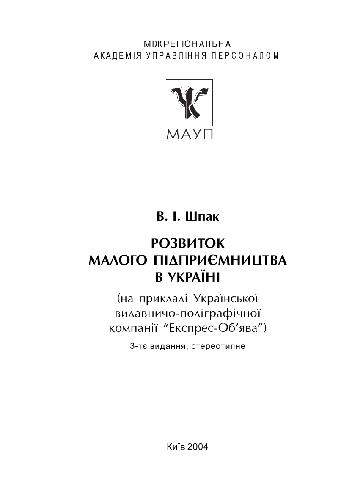 МІЖРЕГІОНАЛЬНА
АКАДЕМІЯ УПРАВЛІННЯ ПЕРСОНАЛОМ
МАУП
В. І. Шпак
РОЗВИТОК
МАЛОГО ПІДПРИЄМНИЦТВА
В УКРАЇНІ
(на прикладі Української
видавничо-поліграфічної
компанії “Експрес-Об’ява”)
3-тє видання, стереотипне
Київ 2004